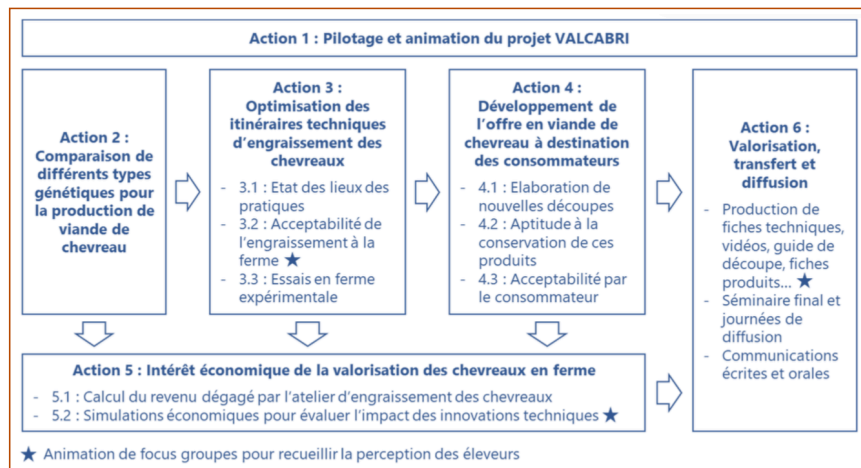 Action 1 : Pilotage et animation du projet VALCABRI
Action 2 :
Comparaison de
différents types
génétiques pour
la production de
viande de
chevreau
Action 3 :
Optimisation des
itinéraires techniques
d'engraissement des
chevreaux
- 3.1 : Etat des lieux des
pratiques
- 3.2 : Acceptabilité de
l'engraissement à la
ferme ★
- 3.3 : Essais en ferme
expérimentale
Action 4 :
Développement de
l'offre en viande de
chevreau à destination
des consommateurs
- 4.1 : Elaboration de
nouvelles découpes
- 4.2 : Aptitude à la
conservation de ces
produits
- 4.3 : Acceptabilité par
le consommateur
Action 5 : Intérêt économique de la valorisation des chevreaux en ferme
- 5.1 : Calcul du revenu dégagé par l'atelier d'engraissement des chevreaux
- 5.2 : Simulations économiques pour évaluer l'impact des innovations techniques ★
Action 6 :
Valorisation,
transfert et
diffusion
- Production de
fiches techniques,
vidéos, guide de
découpe, fiches
produits... ★
- Séminaire final et
journées de
diffusion
- Communications
écrites et orales
★ Animation de focus groupes pour recueillir la perception des éleveurs